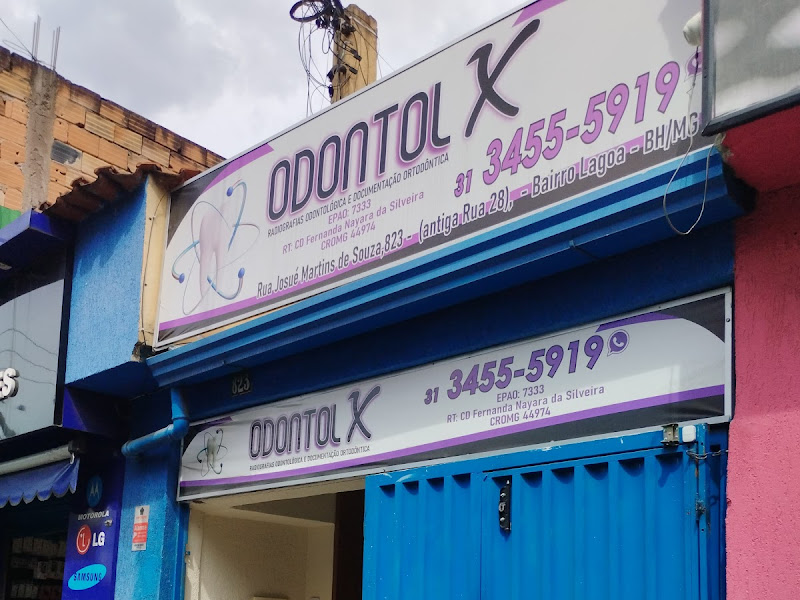 ODONTOL X
RADIOGRAFIAS ODONTOLÓGICA E DOCUMENTAÇÃO ORTODÔNTICA
31 3455-5919
EPAO: 7333
RT: CD Fernanda Nayara da Silveira
CROMG 44974
Rua Josué Martins de Souza,823 - (antiga Rua 28), - Bairro Lagoa - BH/MG
823
ODONTOL X
RADIOGRAFIAS ODONTOLÓGICA E DOCUMENTAÇÃO ORTODÔNTICA
31 3455-5919
EPAO: 7333
RT: CD Fernanda Nayara da Silveira
CROMG 44974
MOTOROLA
LG
SAMSUNG